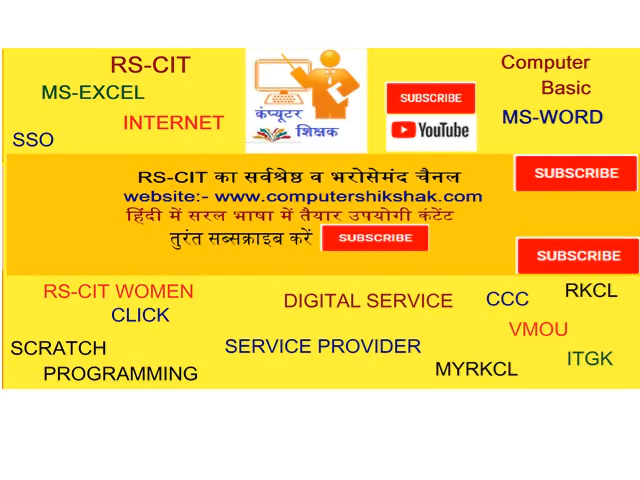 RS-CIT
MS-EXCEL
INTERNET
SSO
कंप्यूटर
शिक्षक
SUBSCRIBE
YouTube
Computer
Basic
MS-WORD
RS-CIT का सर्वश्रेष्ठ व भरोसेमंद चैनल
website:- www.computershikshak.com
हिंदी में सरल भाषा में तैयार उपयोगी कंटेंट
तुरंत सब्सक्राइब करें SUBSCRIBE
SUBSCRIBE
SUBSCRIBE
RS-CIT WOMEN
CLICK
DIGITAL SERVICE
CCC
RKCL
VMOU
SCRATCH
PROGRAMMING
SERVICE PROVIDER
MYRKCL
ITGK